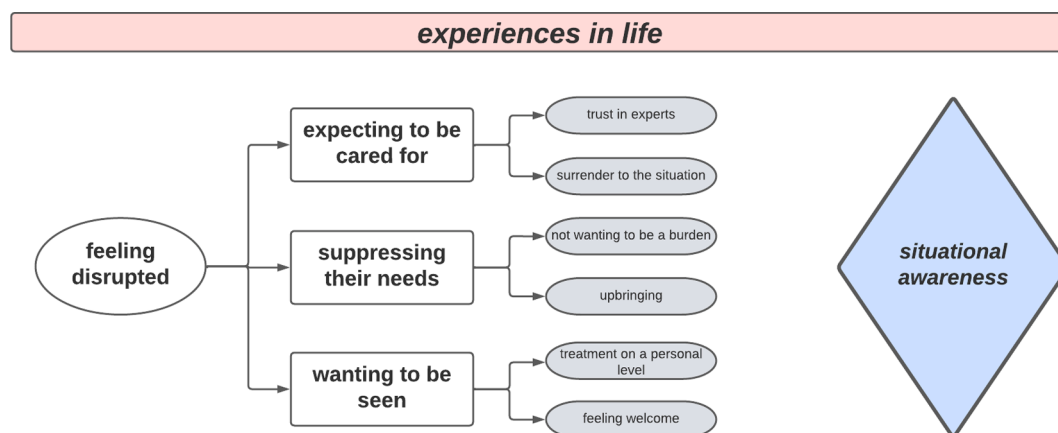 experiences in life
expecting to be
cared for
trust in experts
surrender to the situation
feeling
disrupted
suppressing
their needs
not wanting to be a burden
upbringing
situational
awareness
wanting to be
seen
treatment on a personal
level
feeling welcome